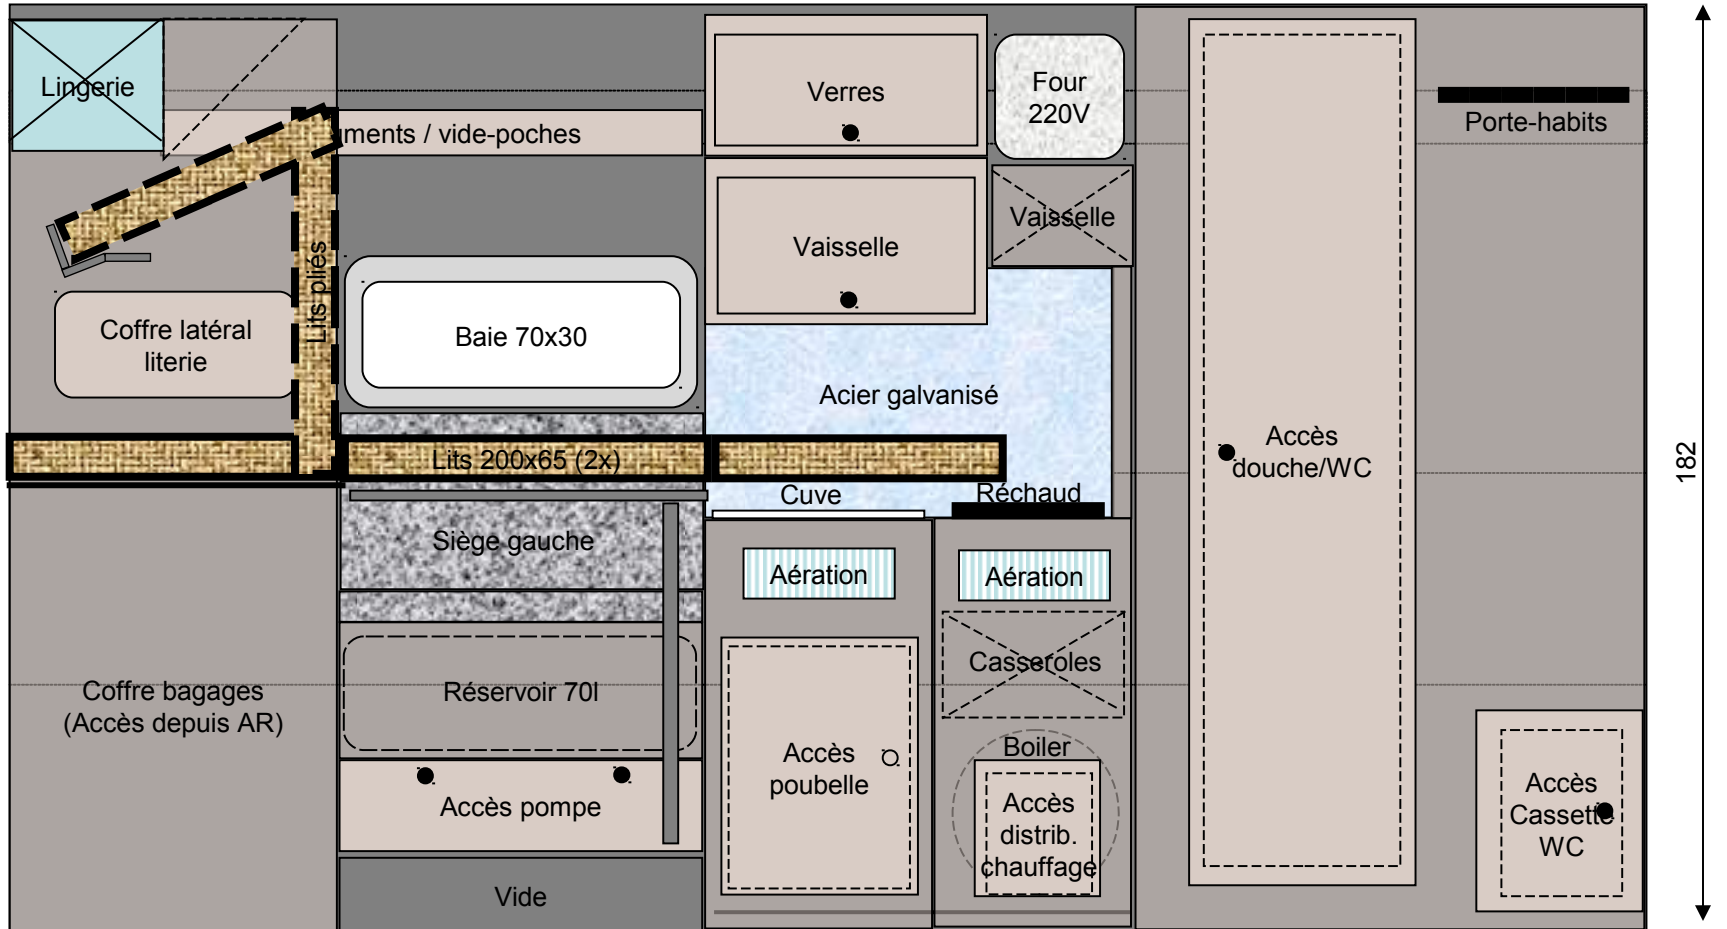 Lingerie
Verres
Four
220V
Porte-habits
/ vide-poches
Vaisselle
Vaisselle
Lits pliés
Coffre latéral
literie
Baie 70x30
Acier galvanisé
Accès
douche/WC
182
Lits 200x65 (2x)
Cuve
Réchaud
Siège gauche
Aération
Aération
Casseroles
Coffre bagages
(Accès depuis AR)
Réservoir 70l
Accès
poubelle
Boiler
Accès pompe
Accès
distrib.
chauffage
Accès
Cassette
WC
Vide